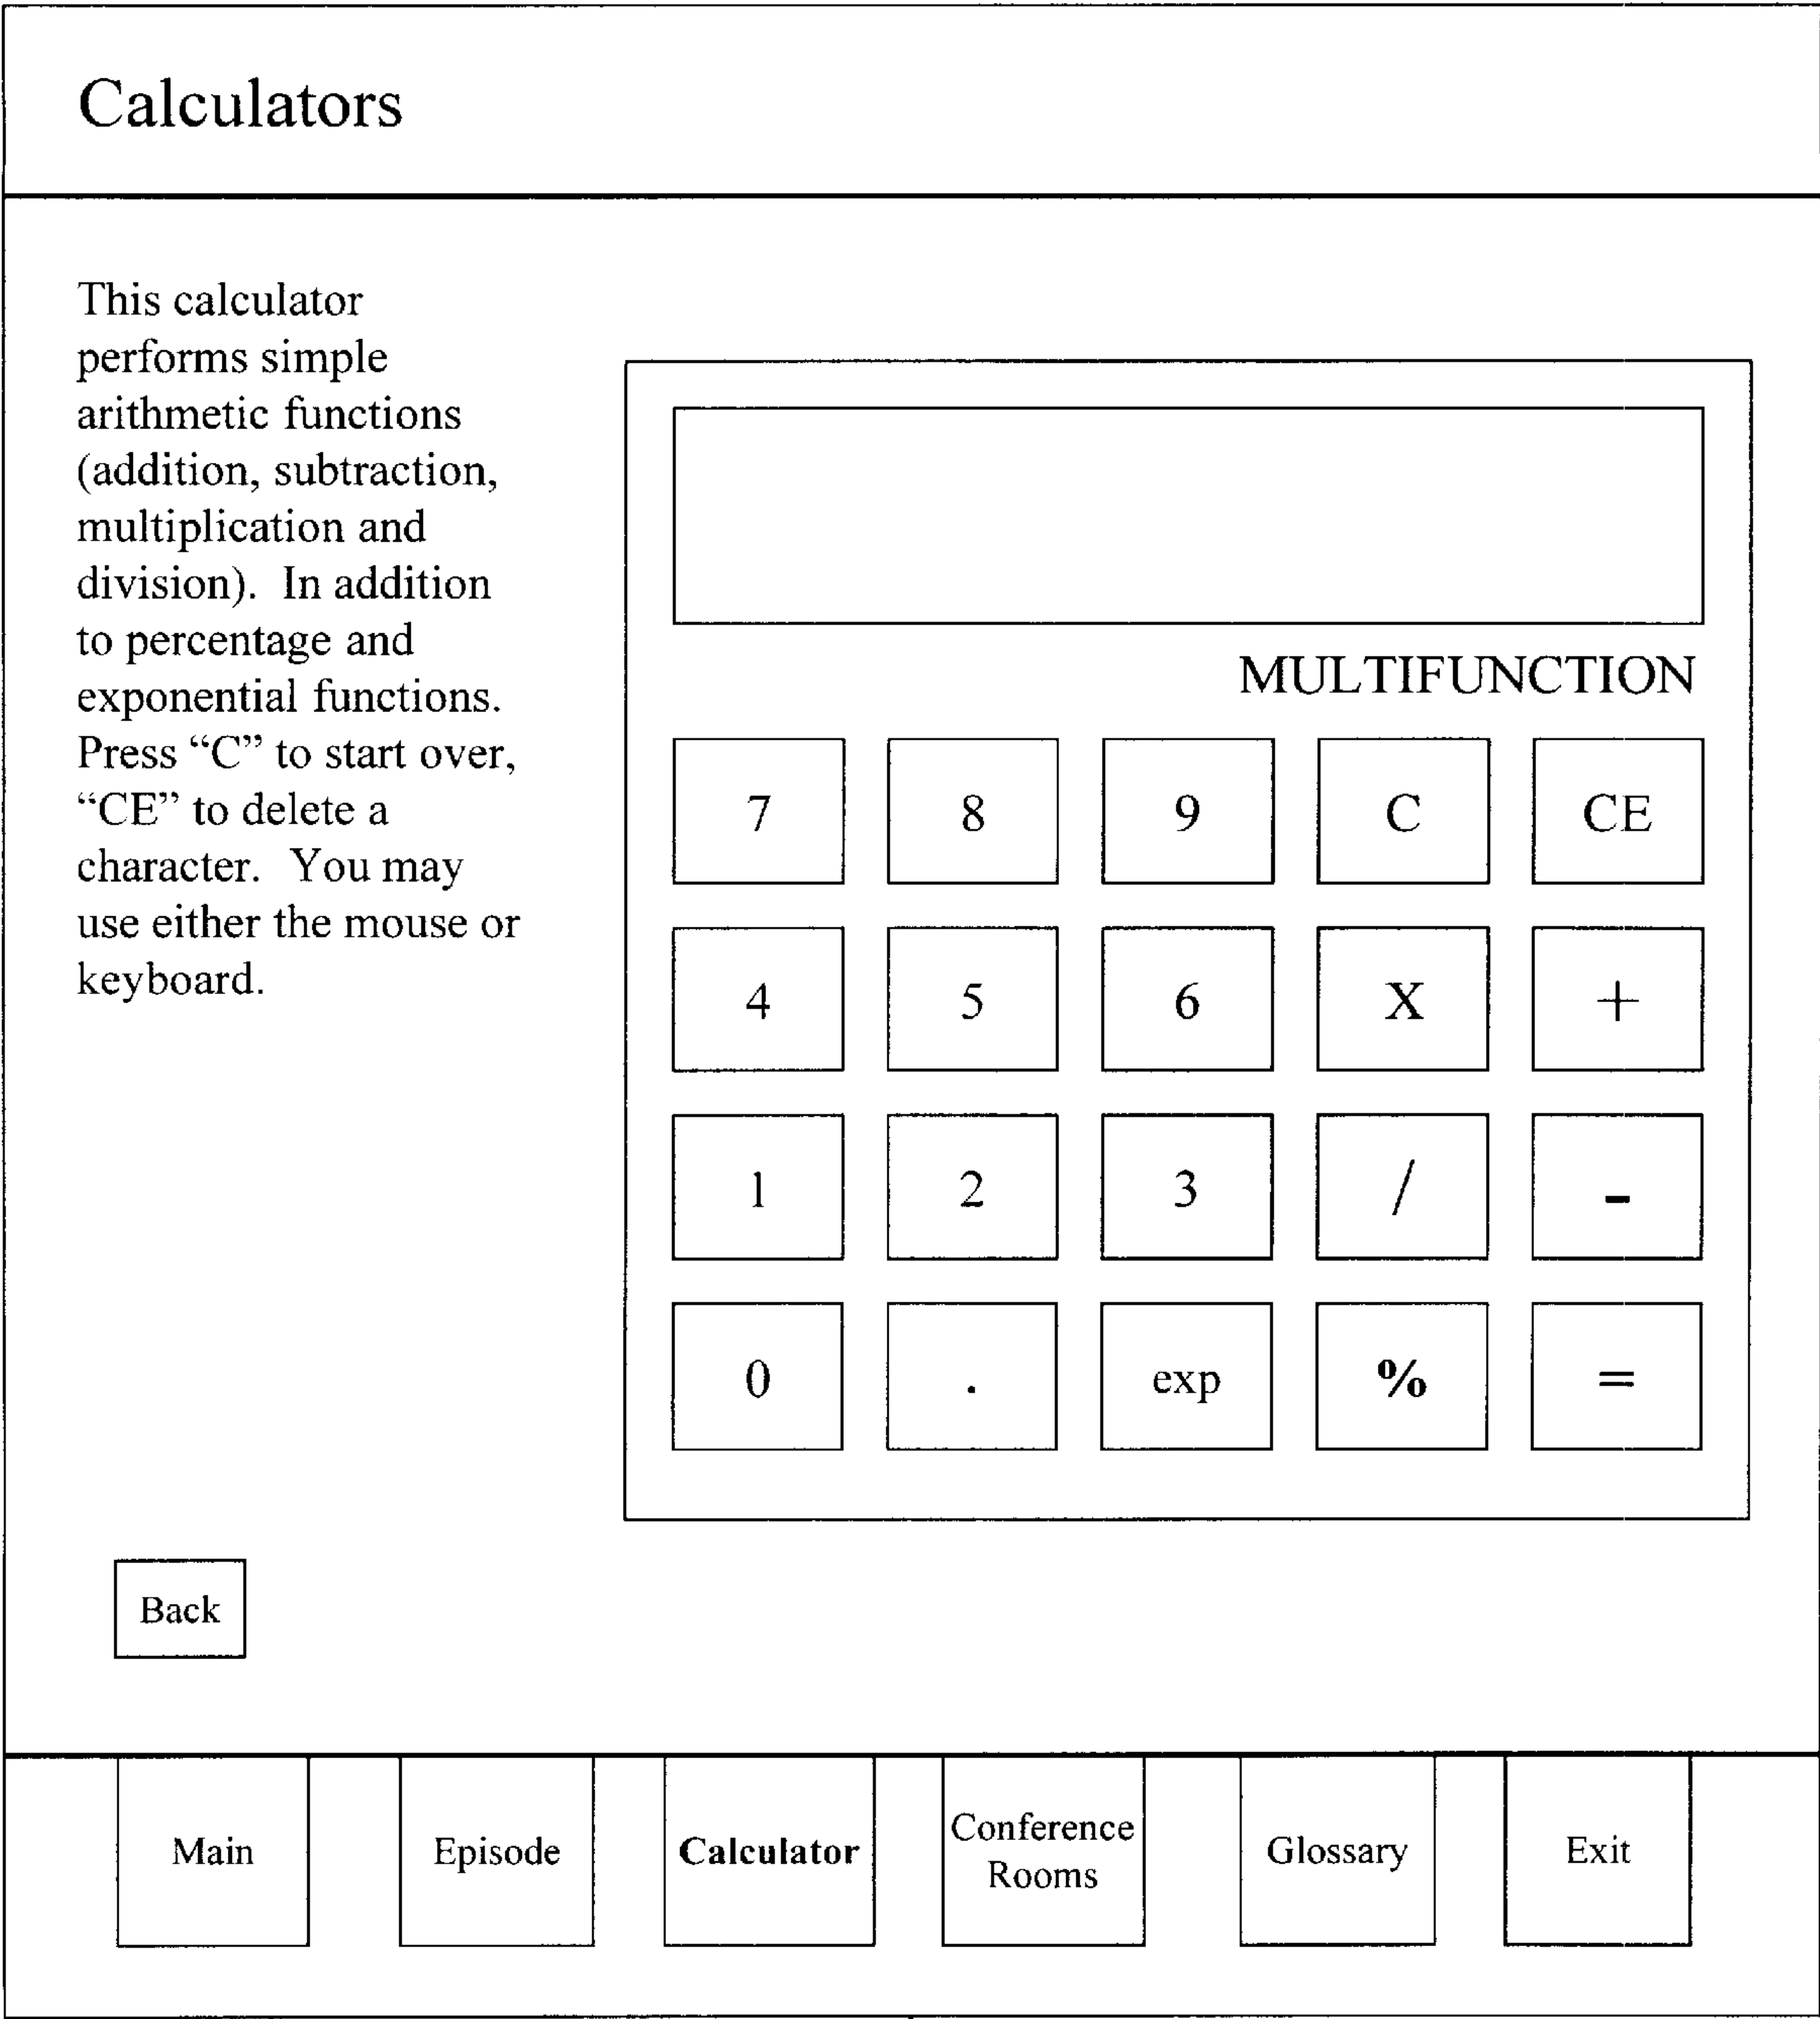 Calculators
This calculator
performs simple
arithmetic functions
(addition, subtraction,
multiplication and
division).  In addition
to percentage and
exponential functions.
Press “C” to start over,
“CE” to delete a
character.  You may
use either the mouse or
keyboard.
MULTIFUNCTION
7 8 9 C CE
4 5 6 X +
1 2 3 / -
0 . exp % =
Back
Main
Episode
Calculator
Conference
Rooms
Glossary
Exit